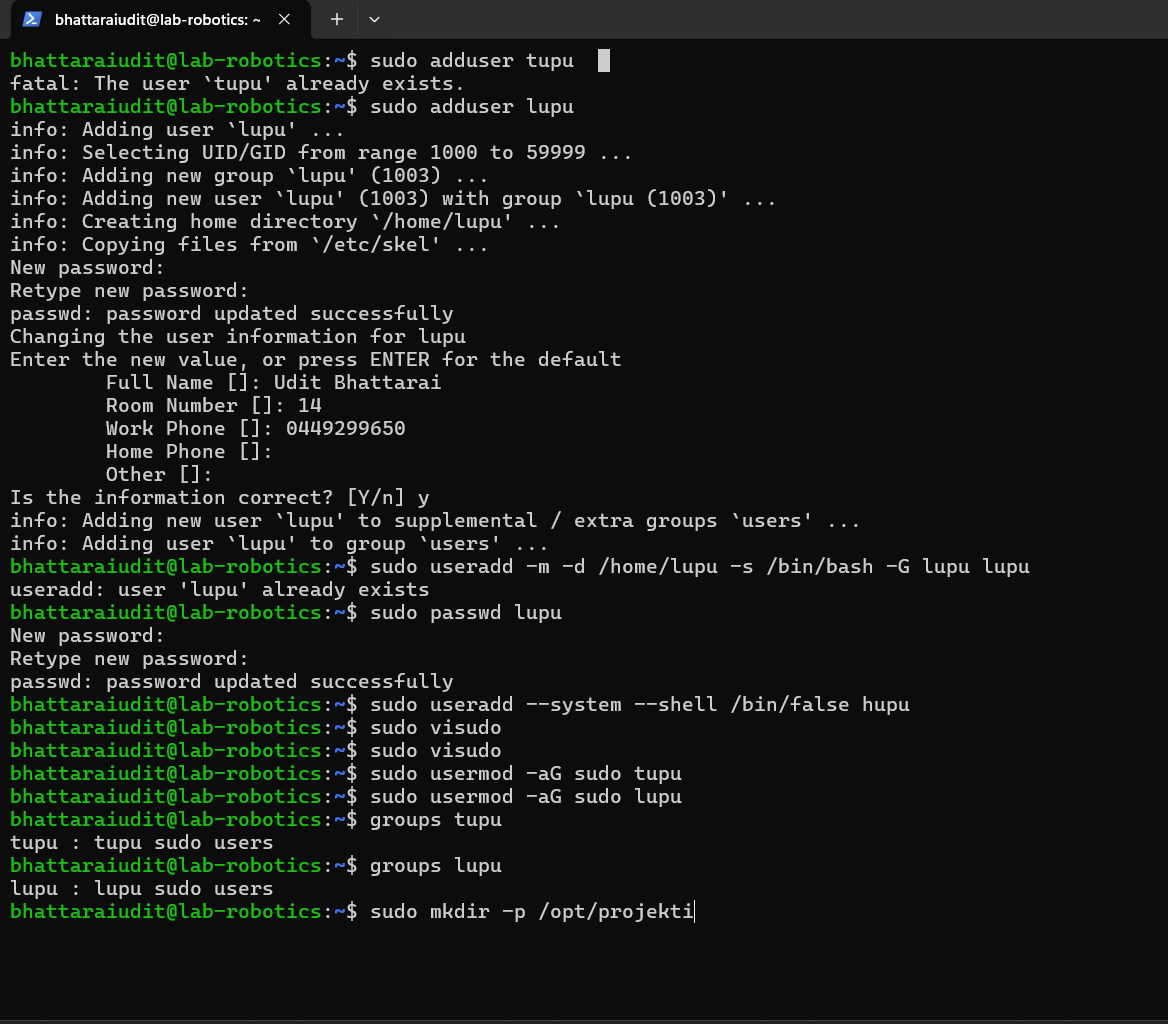 bhattaraiudit@lab-robotics: ~
bhattaraiudit@lab-robotics:~$ sudo adduser tupu
fatal: The user `tupu' already exists.
bhattaraiudit@lab-robotics:~$ sudo adduser lupu
info: Adding user `lupu' ...
info: Selecting UID/GID from range 1000 to 59999 ...
info: Adding new group `lupu' (1003) ...
info: Adding new user `lupu' (1003) with group `lupu (1003)' ...
info: Creating home directory `/home/lupu' ...
info: Copying files from `/etc/skel' ...
New password:
Retype new password:
passwd: password updated successfully
Changing the user information for lupu
Enter the new value, or press ENTER for the default
        Full Name []: Udit Bhattarai
        Room Number []: 14
        Work Phone []: 0449299650
        Home Phone []:
        Other []:
Is the information correct? [Y/n] y
info: Adding new user `lupu' to supplemental / extra groups `users' ...
info: Adding user `lupu' to group `users' ...
bhattaraiudit@lab-robotics:~$ sudo useradd -m -d /home/lupu -s /bin/bash -G lupu lupu
useradd: user 'lupu' already exists
bhattaraiudit@lab-robotics:~$ sudo passwd lupu
New password:
Retype new password:
passwd: password updated successfully
bhattaraiudit@lab-robotics:~$ sudo useradd --system --shell /bin/false hupu
bhattaraiudit@lab-robotics:~$ sudo visudo
bhattaraiudit@lab-robotics:~$ sudo visudo
bhattaraiudit@lab-robotics:~$ sudo usermod -aG sudo tupu
bhattaraiudit@lab-robotics:~$ sudo usermod -aG sudo lupu
bhattaraiudit@lab-robotics:~$ groups tupu
tupu : tupu sudo users
bhattaraiudit@lab-robotics:~$ groups lupu
lupu : lupu sudo users
bhattaraiudit@lab-robotics:~$ sudo mkdir -p /opt/projekti